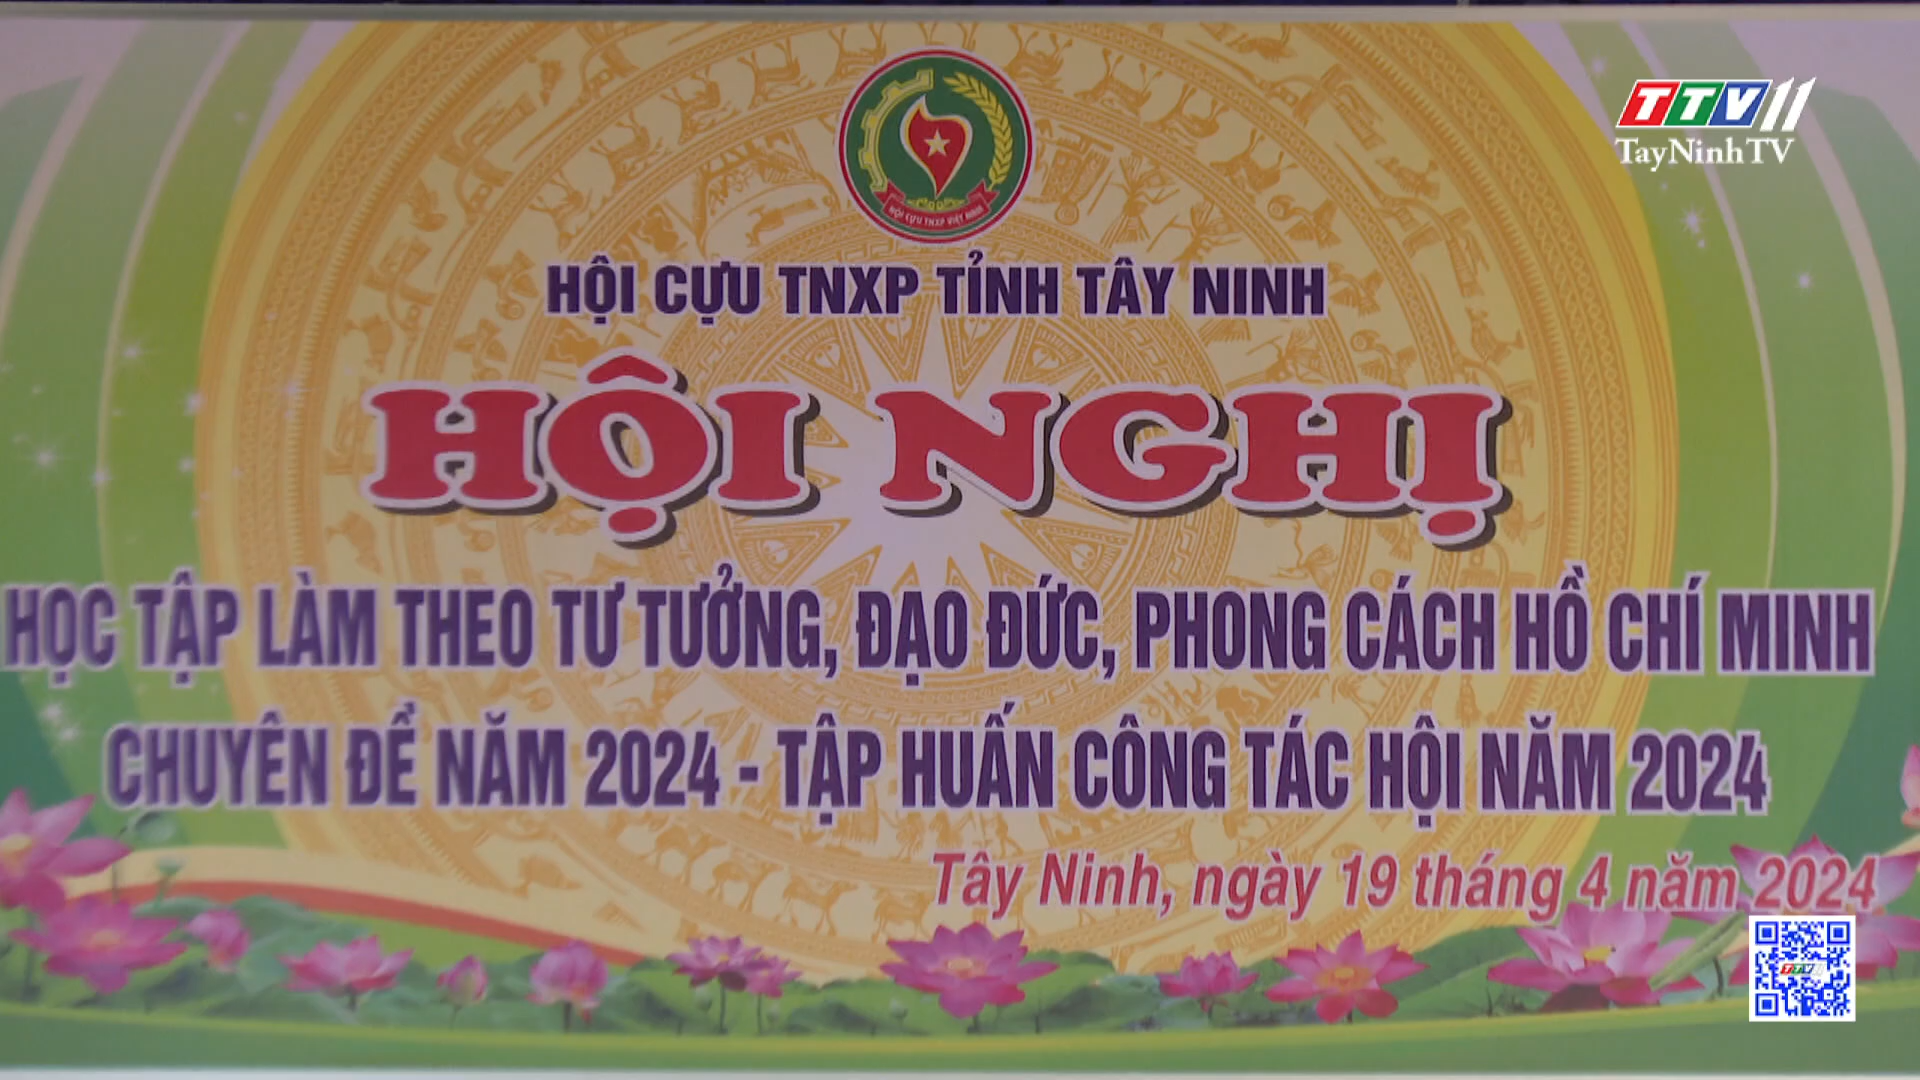 TTV11
TayNinhTV
HỘI CỰU TNXP VIỆT NAM
HỘI CỰU TNXP TỈNH TÂY NINH
HỘI NGHỊ
HỌC TẬP LÀM THEO TƯ TƯỞNG, ĐẠO ĐỨC, PHONG CÁCH HỒ CHÍ MINH
CHUYÊN ĐỀ NĂM 2024 - TẬP HUẤN CÔNG TÁC HỘI NĂM 2024
Tây Ninh, ngày 19 tháng 4 năm 2024
TTV11